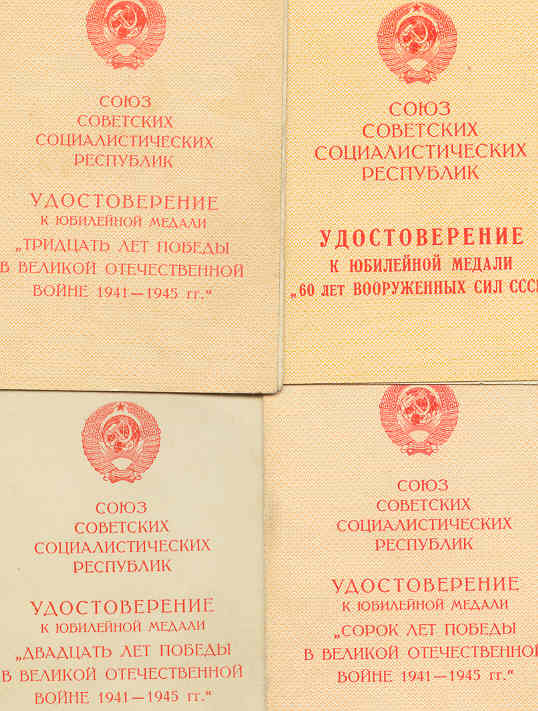 СОЮЗ
СОВЕТСКИХ
СОЦИАЛИСТИЧЕСКИХ
РЕСПУБЛИК
УДОСТОВЕРЕНИЕ
К ЮБИЛЕЙНОЙ МЕДАЛИ
„ТРИДЦАТЬ ЛЕТ ПОБЕДЫ
В ВЕЛИКОЙ ОТЕЧЕСТВЕННОЙ
ВОЙНЕ 1941—1945 гг.“
СОЮЗ
СОВЕТСКИХ
СОЦИАЛИСТИЧЕСКИХ
РЕСПУБЛИК
УДОСТОВЕРЕНИЕ
К ЮБИЛЕЙНОЙ МЕДАЛИ
„60 ЛЕТ ВООРУЖЕННЫХ СИЛ СССР
СОЮЗ
СОВЕТСКИХ
СОЦИАЛИСТИЧЕСКИХ
РЕСПУБЛИК
УДОСТОВЕРЕНИЕ
К ЮБИЛЕЙНОЙ МЕДАЛИ
„ДВАДЦАТЬ ЛЕТ ПОБЕДЫ
В ВЕЛИКОЙ ОТЕЧЕСТВЕННОЙ
ВОЙНЕ 1941—1945 гг.“
СОЮЗ
СОВЕТСКИХ
СОЦИАЛИСТИЧЕСКИХ
РЕСПУБЛИК
УДОСТОВЕРЕНИЕ
К ЮБИЛЕЙНОЙ МЕДАЛИ
„СОРОК ЛЕТ ПОБЕДЫ
В ВЕЛИКОЙ ОТЕЧЕСТВЕННОЙ
ВОЙНЕ 1941—1945 гг.“